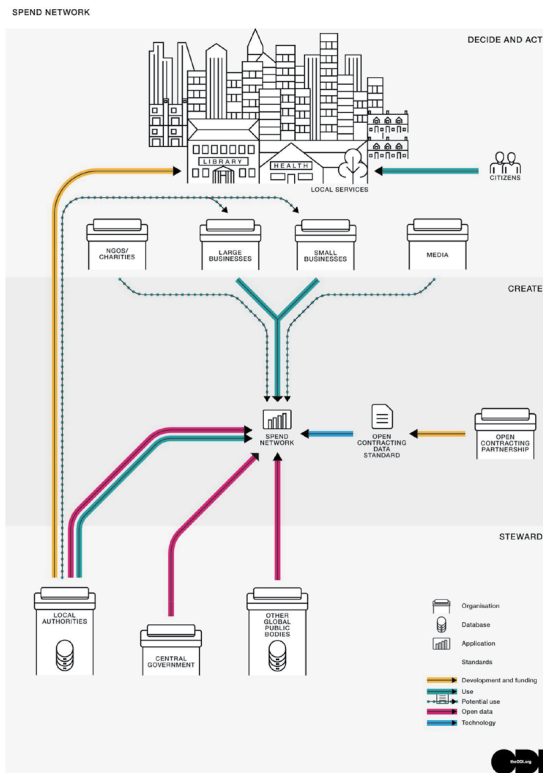 SPEND NETWORK
DECIDE AND ACT
LIBRARY
HEALTH
LOCAL SERVICES
CITIZENS
NGOS/
CHARITIES
LARGE
BUSINESSES
SMALL
BUSINESSES
MEDIA
CREATE
SPEND
NETWORK
OPEN
CONTRACTING
DATA
STANDARD
OPEN
CONTRACTING
PARTNERSHIP
STEWARD
LOCAL
AUTHORITIES
CENTRAL
GOVERNMENT
OTHER
GLOBAL
PUBLIC
BODIES
Organisation
Database
Application
Standards
Development and funding
Use
Potential use
Open data
Technology
theODI.org